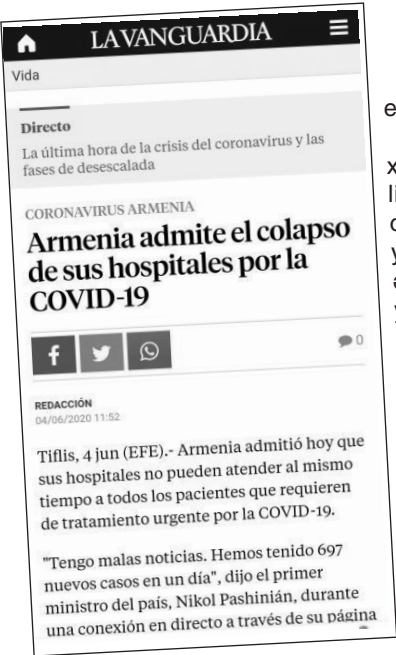 LA VANGUARDIA
Vida
Directo
La última hora de la crisis del coronavirus y las
fases de desescalada
CORONAVIRUS ARMENIA
Armenia admite el colapso
de sus hospitales por la
COVID-19
0
REDACCIÓN
04/06/2020 11:52
Tiflis, 4 jun (EFE).- Armenia admitió hoy que
sus hospitales no pueden atender al mismo
tiempo a todos los pacientes que requieren
de tratamiento urgente por la COVID-19.
"Tengo malas noticias. Hemos tenido 697
nuevos casos en un día", dijo el primer
ministro del país, Nikol Pashinián, durante
una conexión en directo a través de su página